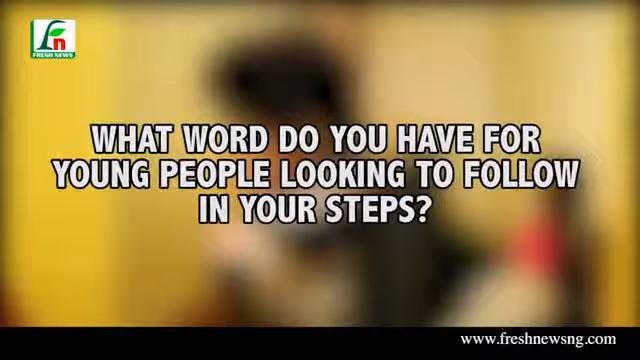 fn
FRESH NEWS
WHAT WORD DO YOU HAVE FOR
YOUNG PEOPLE LOOKING TO FOLLOW
IN YOUR STEPS?
www.freshnewsng.com